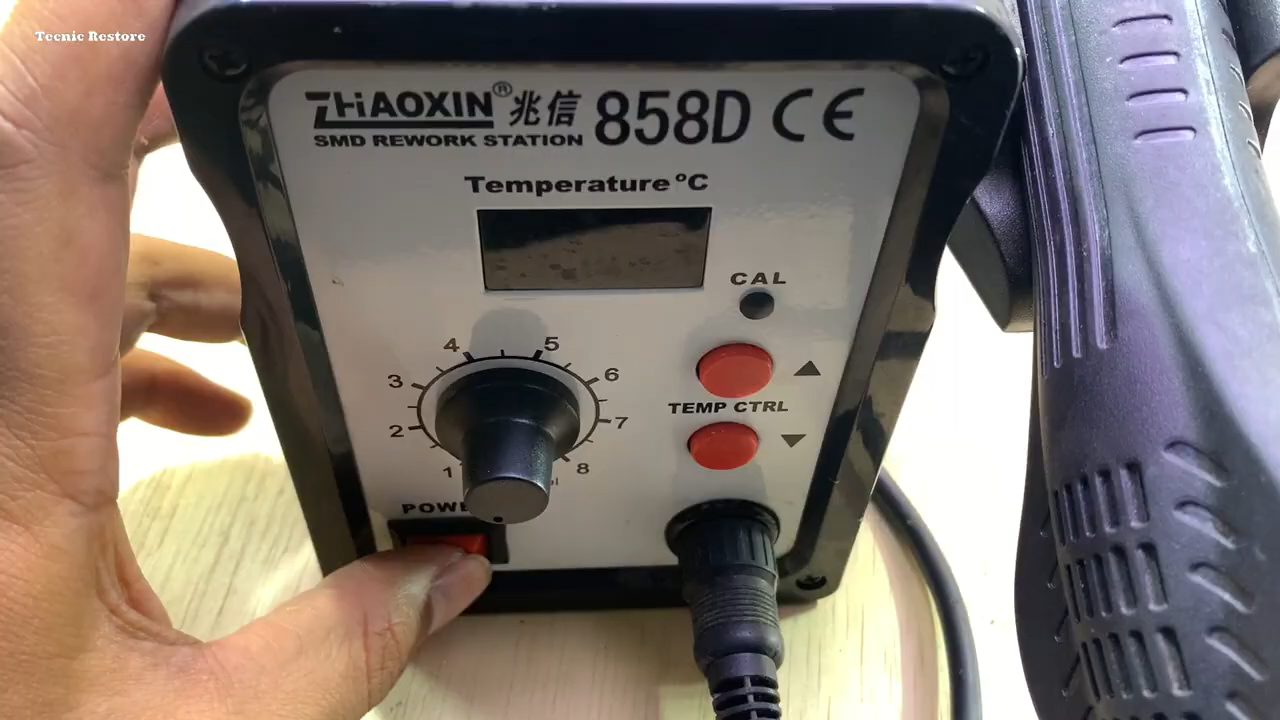 Tecnic Restore
ZHAOXIN® 兆信 858D CE
SMD REWORK STATION
Temperature °C
CAL
4 5
3 6
2 7
1 8
TEMP CTRL